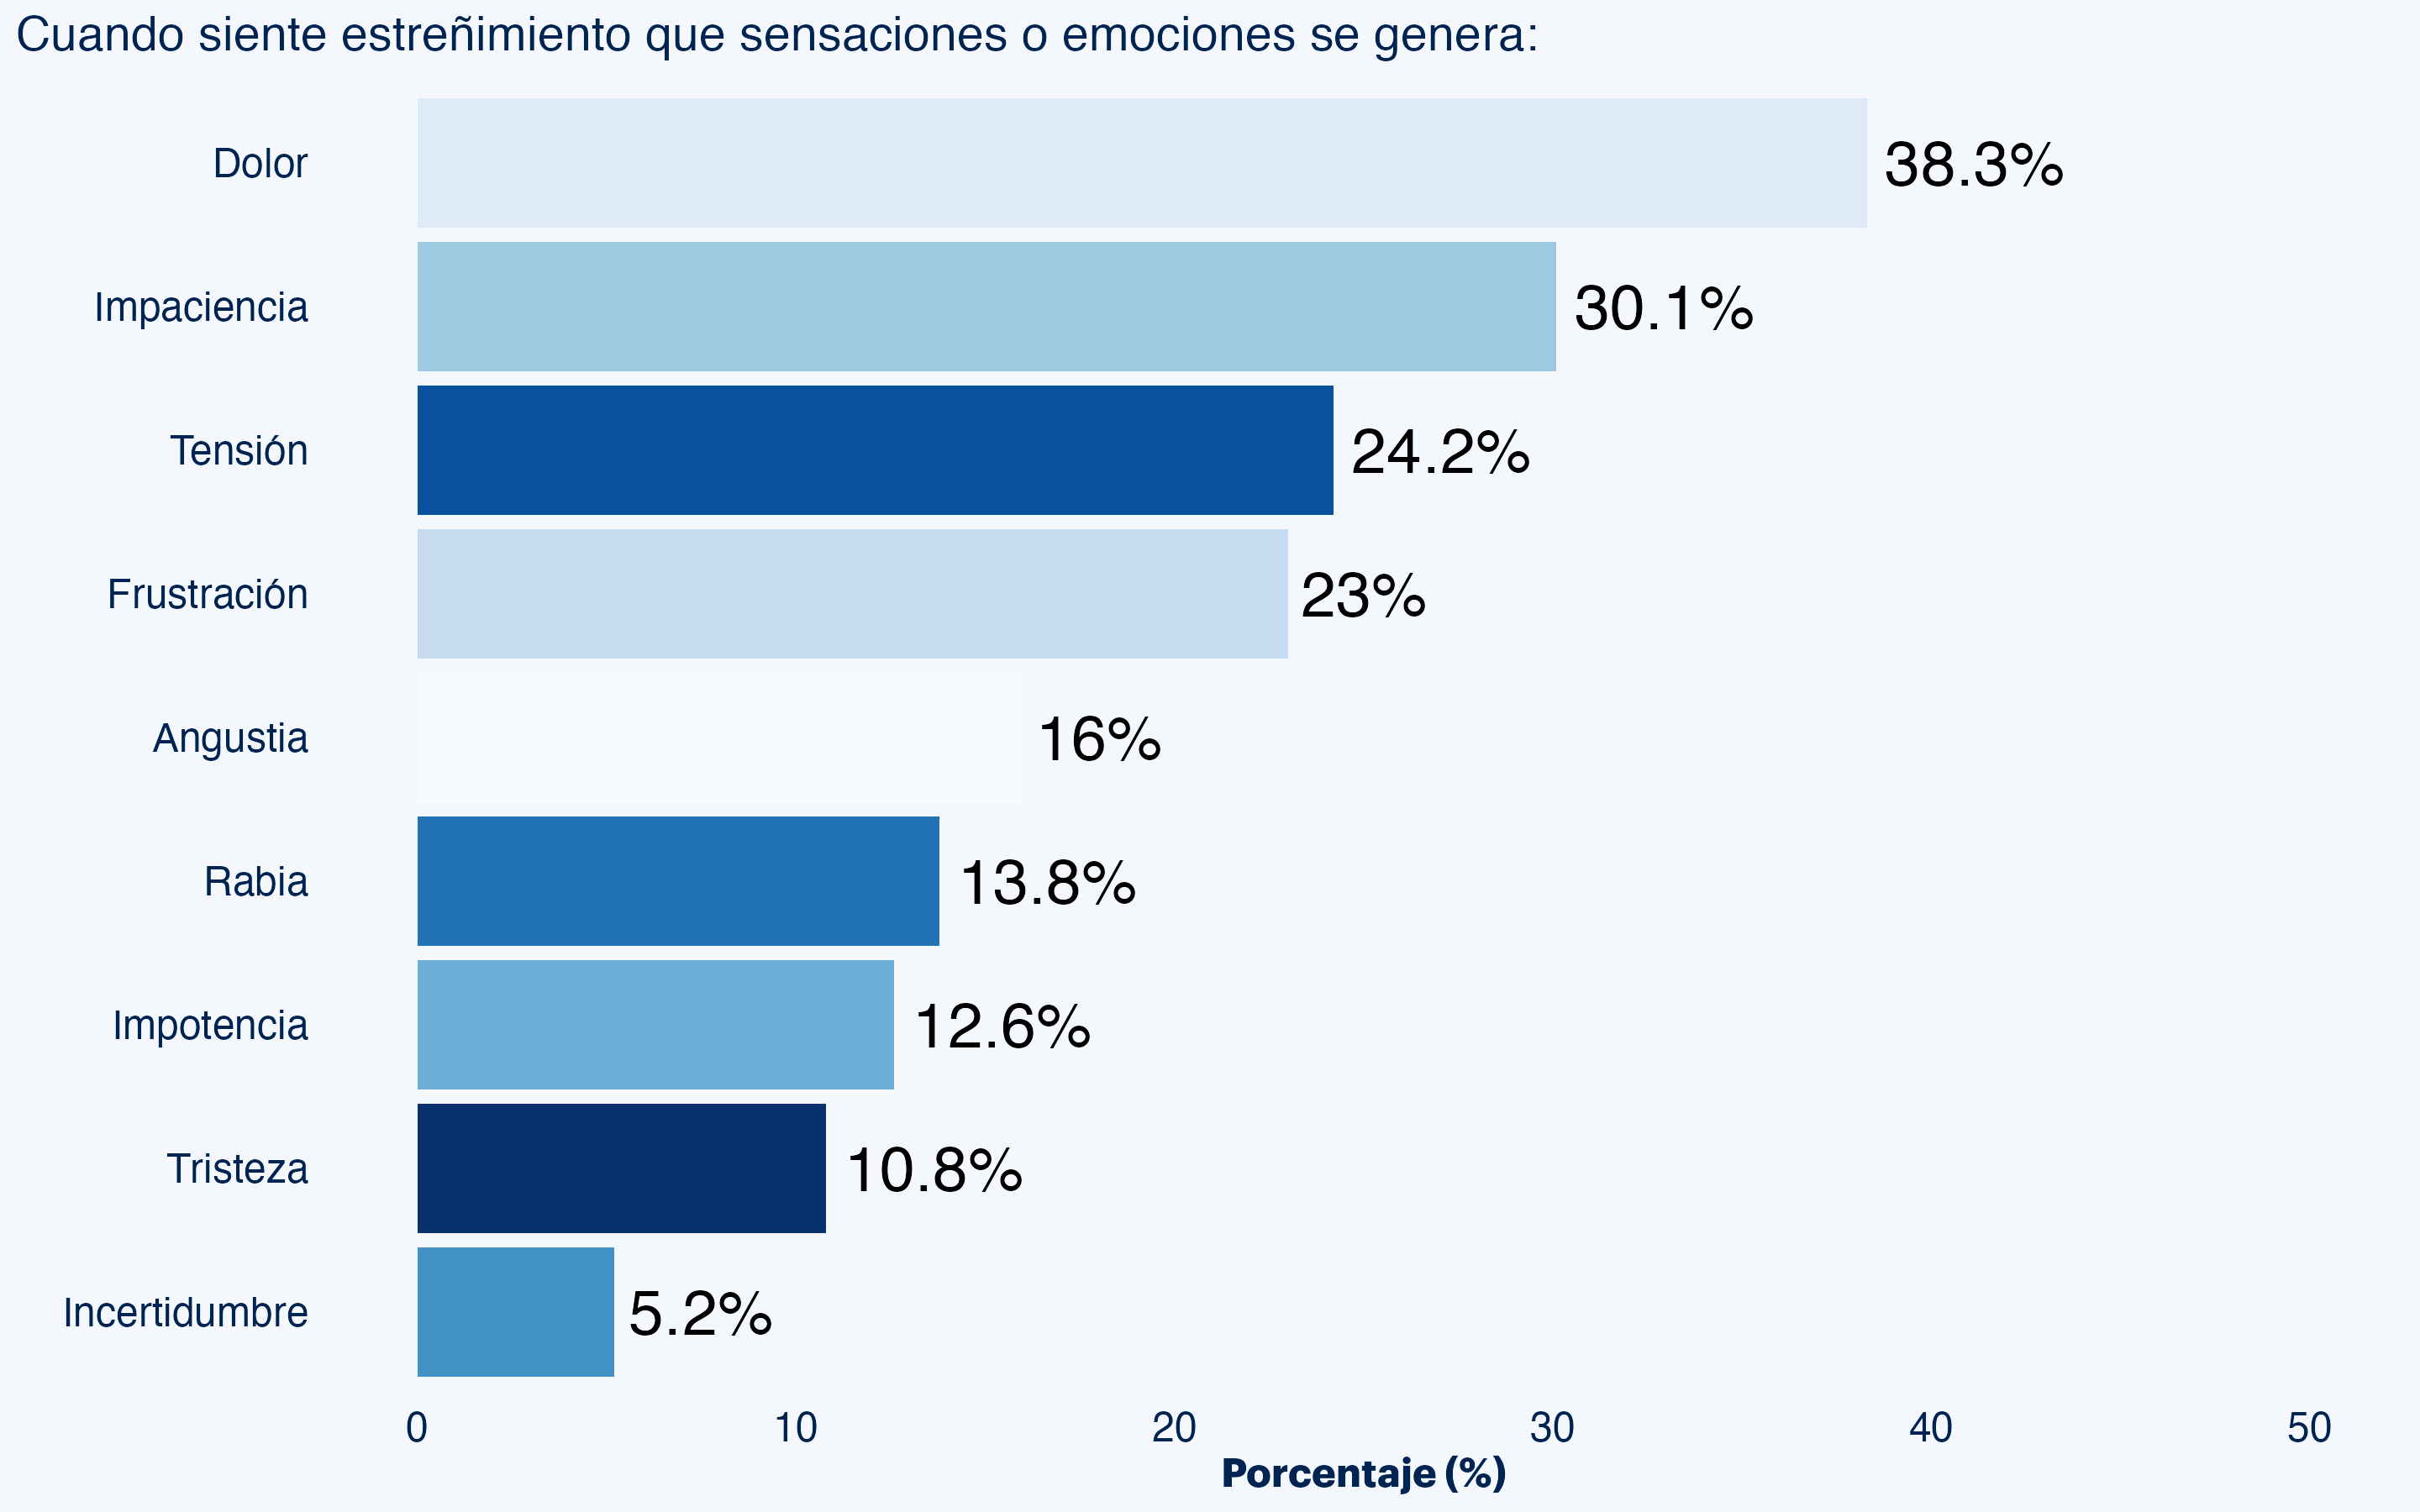 Cuando siente estreñimiento que sensaciones o emociones se genera:
Dolor 38.3%
Impaciencia 30.1%
Tensión 24.2%
Frustración 23%
Angustia 16%
Rabia 13.8%
Impotencia 12.6%
Tristeza 10.8%
Incertidumbre 5.2%
0 10 20 30 40 50
Porcentaje (%)